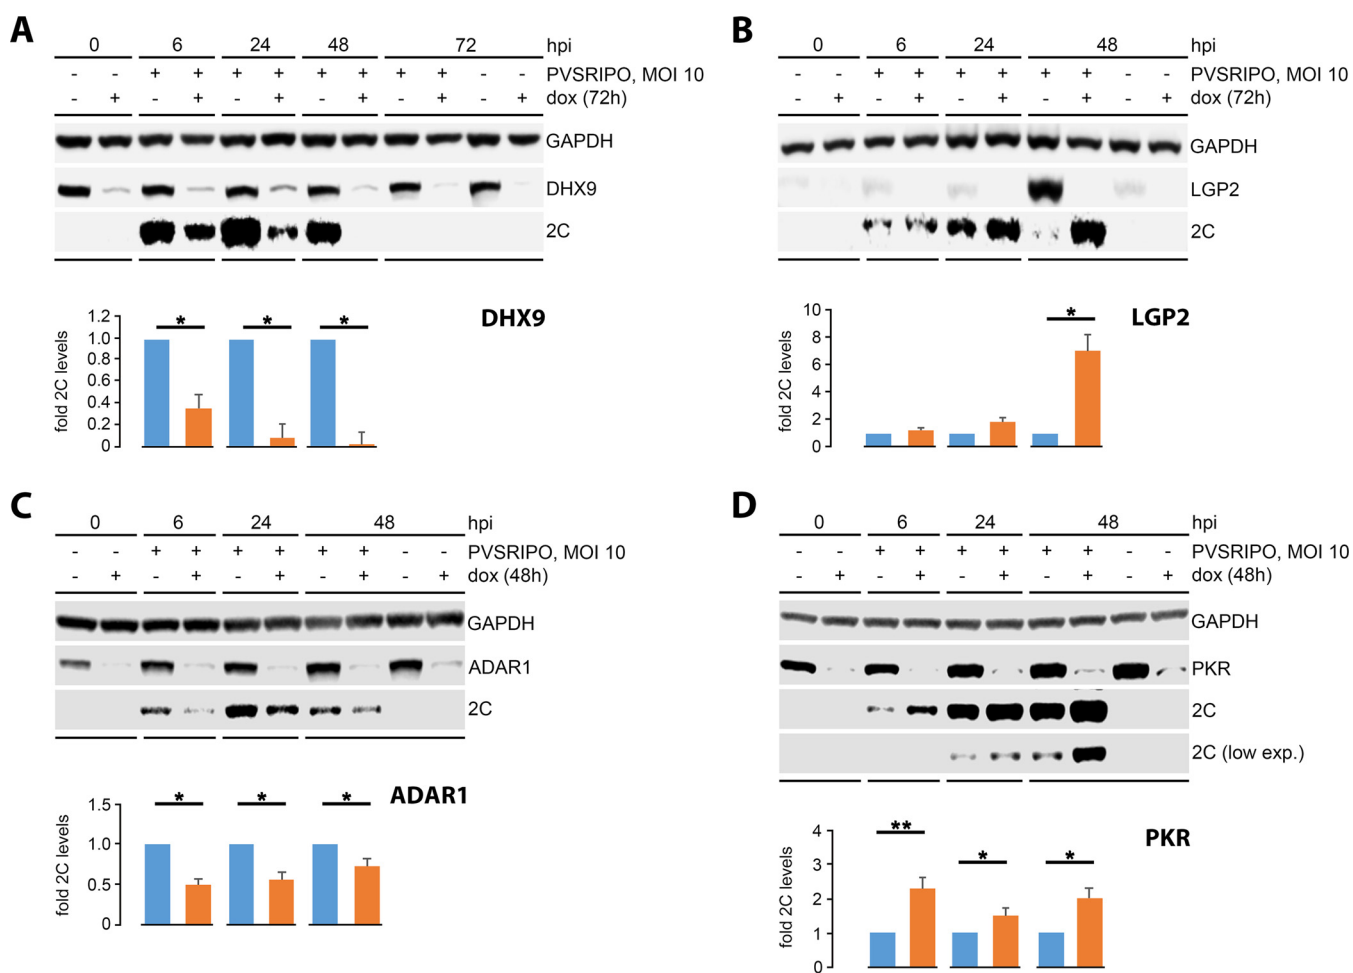 A
0 6 24 48 72 hpi
- - + + + + + + + + - - PVSRIPO, MOI 10
- + - + - + - + - + - + dox (72h)
GAPDH
DHX9
2C
DHX9
fold 2C levels
1.2
1.0
0.8
0.6
0.4
0.2
0
* * *
B
0 6 24 48 hpi
- - + + + + + + - - PVSRIPO, MOI 10
- + - + - + - + - + dox (72h)
GAPDH
LGP2
2C
LGP2
fold 2C levels
10
8
6
4
2
0
*
C
0 6 24 48 hpi
- - + + + + + + - - PVSRIPO, MOI 10
- + - + - + - + - + dox (48h)
GAPDH
ADAR1
2C
ADAR1
fold 2C levels
1.5
1.0
0.5
0
* * *
D
0 6 24 48 hpi
- - + + + + + + - - PVSRIPO, MOI 10
- + - + - + - + - + dox (48h)
GAPDH
PKR
2C
2C (low exp.)
PKR
fold 2C levels
4
3
2
1
0
** * *